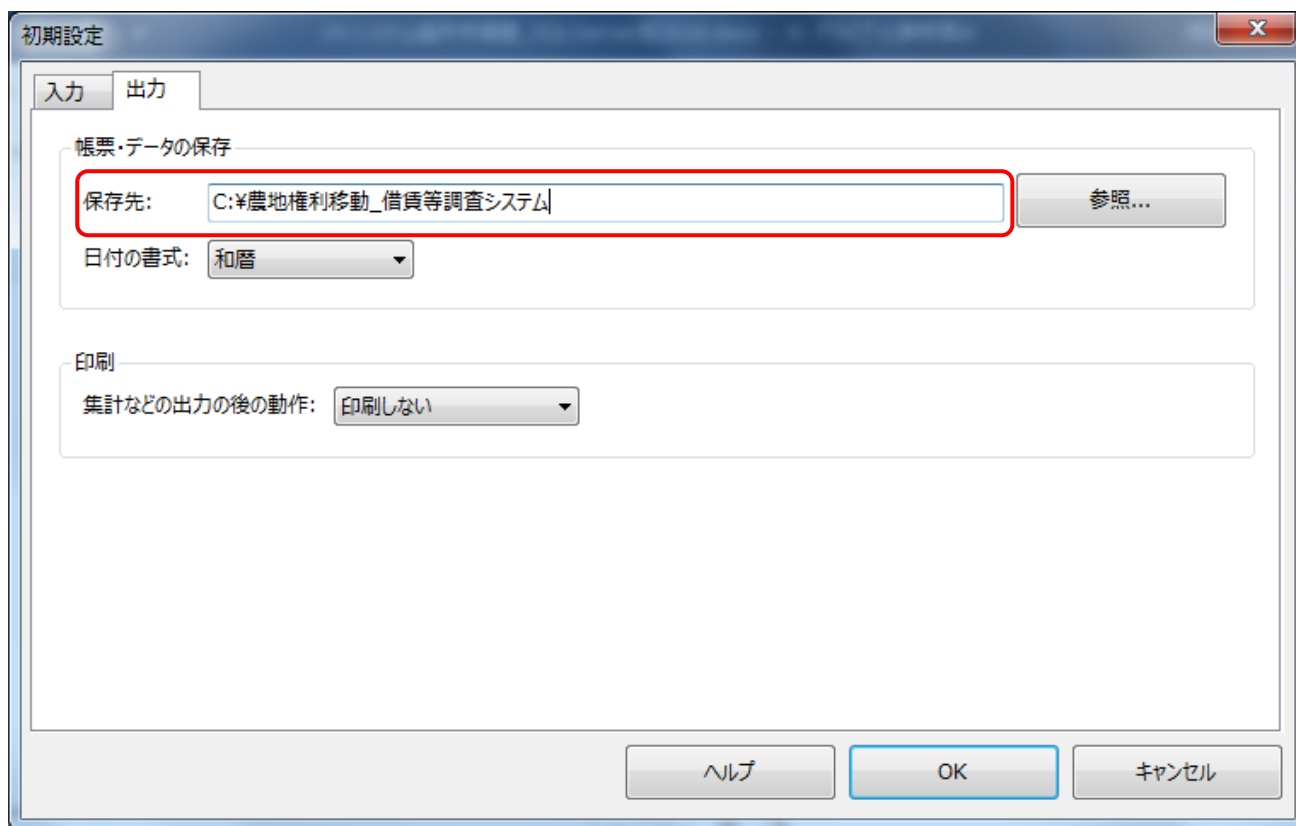 初期設定
入力 出力
帳票・データの保存
保存先: C:¥農地権利移動_借賃等調査システム 参照...
日付の書式: 和暦
印刷
集計などの出力の後の動作: 印刷しない
ヘルプ OK キャンセル